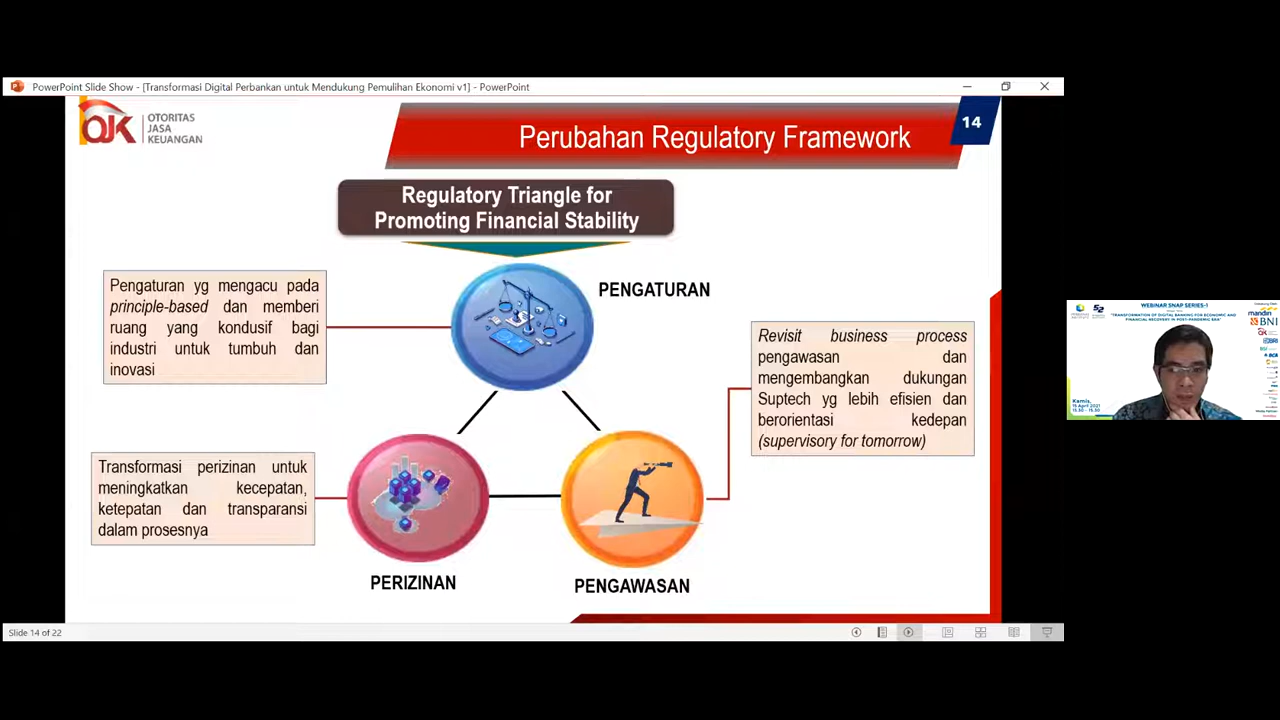 PowerPoint Slide Show - [Transformasi Digital Perbankan untuk Mendukung Pemulihan Ekonomi v1] - PowerPoint
OJK
OTORITAS
JASA
KEUANGAN
Perubahan Regulatory Framework
14
Regulatory Triangle for
Promoting Financial Stability
Pengaturan yg mengacu pada
principle-based dan memberi
ruang yang kondusif bagi
industri untuk tumbuh dan
inovasi
PENGATURAN
Revisit business process
pengawasan dan
mengembangkan dukungan
Suptech yg lebih efisien dan
berorientasi kedepan
(supervisory for tomorrow)
Transformasi perizinan untuk
meningkatkan kecepatan,
ketepatan dan transparansi
dalam prosesnya
PERIZINAN
PENGAWASAN
Slide 14 of 22
WEBINAR SNAP SERIES-1
"TRANSFORMATION OF DIGITAL BANKING FOR ECONOMIC AND
FINANCIAL RECOVERY IN POST-PANDEMIC ERA"
mandiri
BNI
Kamis,
15 April 2021